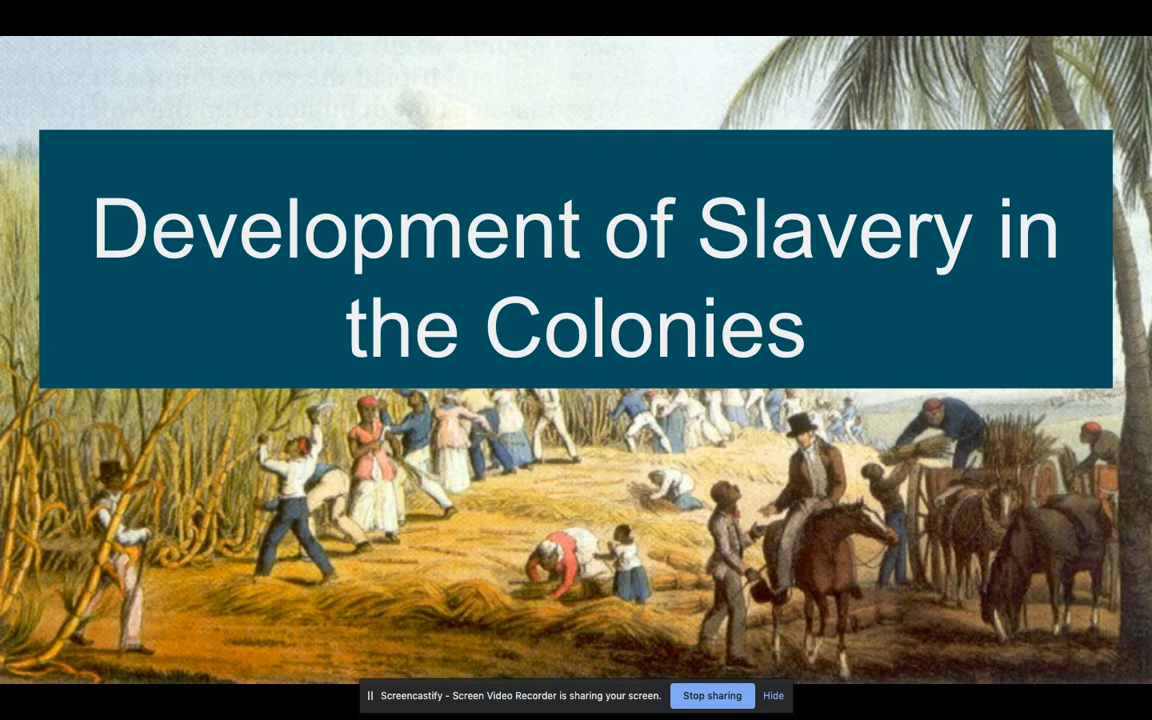 Development of Slavery in
the Colonies
Screencastify - Screen Video Recorder is sharing your screen. Stop sharing Hide